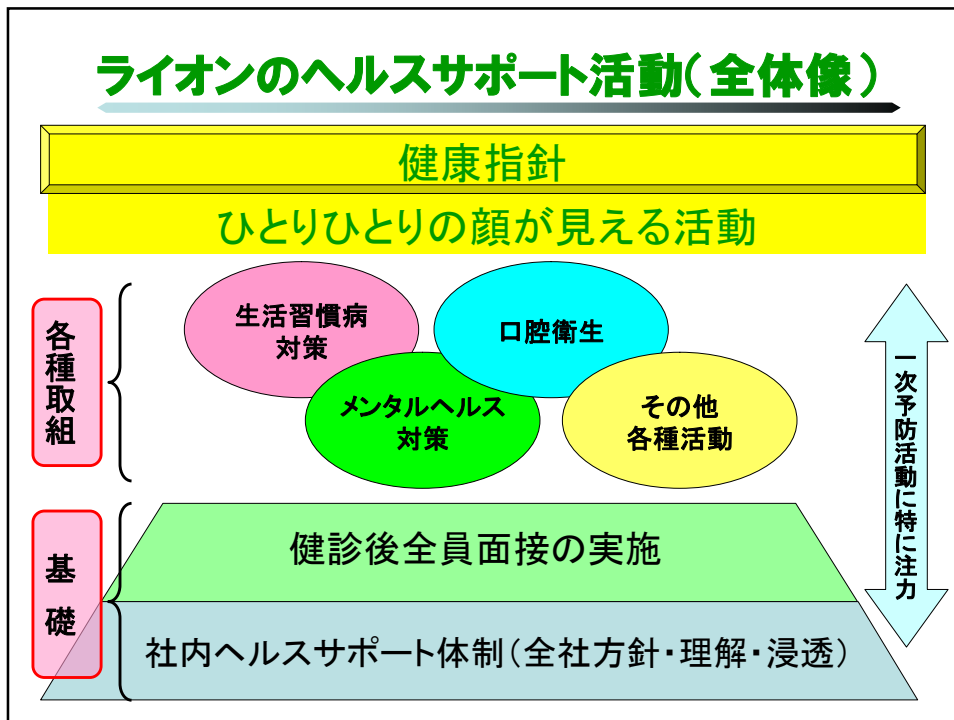 ライオンのヘルスサポート活動(全体像)
健康指針
ひとりひとりの顔が見える活動
各種取組
生活習慣病
対策
口腔衛生
メンタルヘルス
対策
その他
各種活動
一次予防活動に特に注力
基礎
健診後全員面接の実施
社内ヘルスサポート体制(全社方針・理解・浸透)